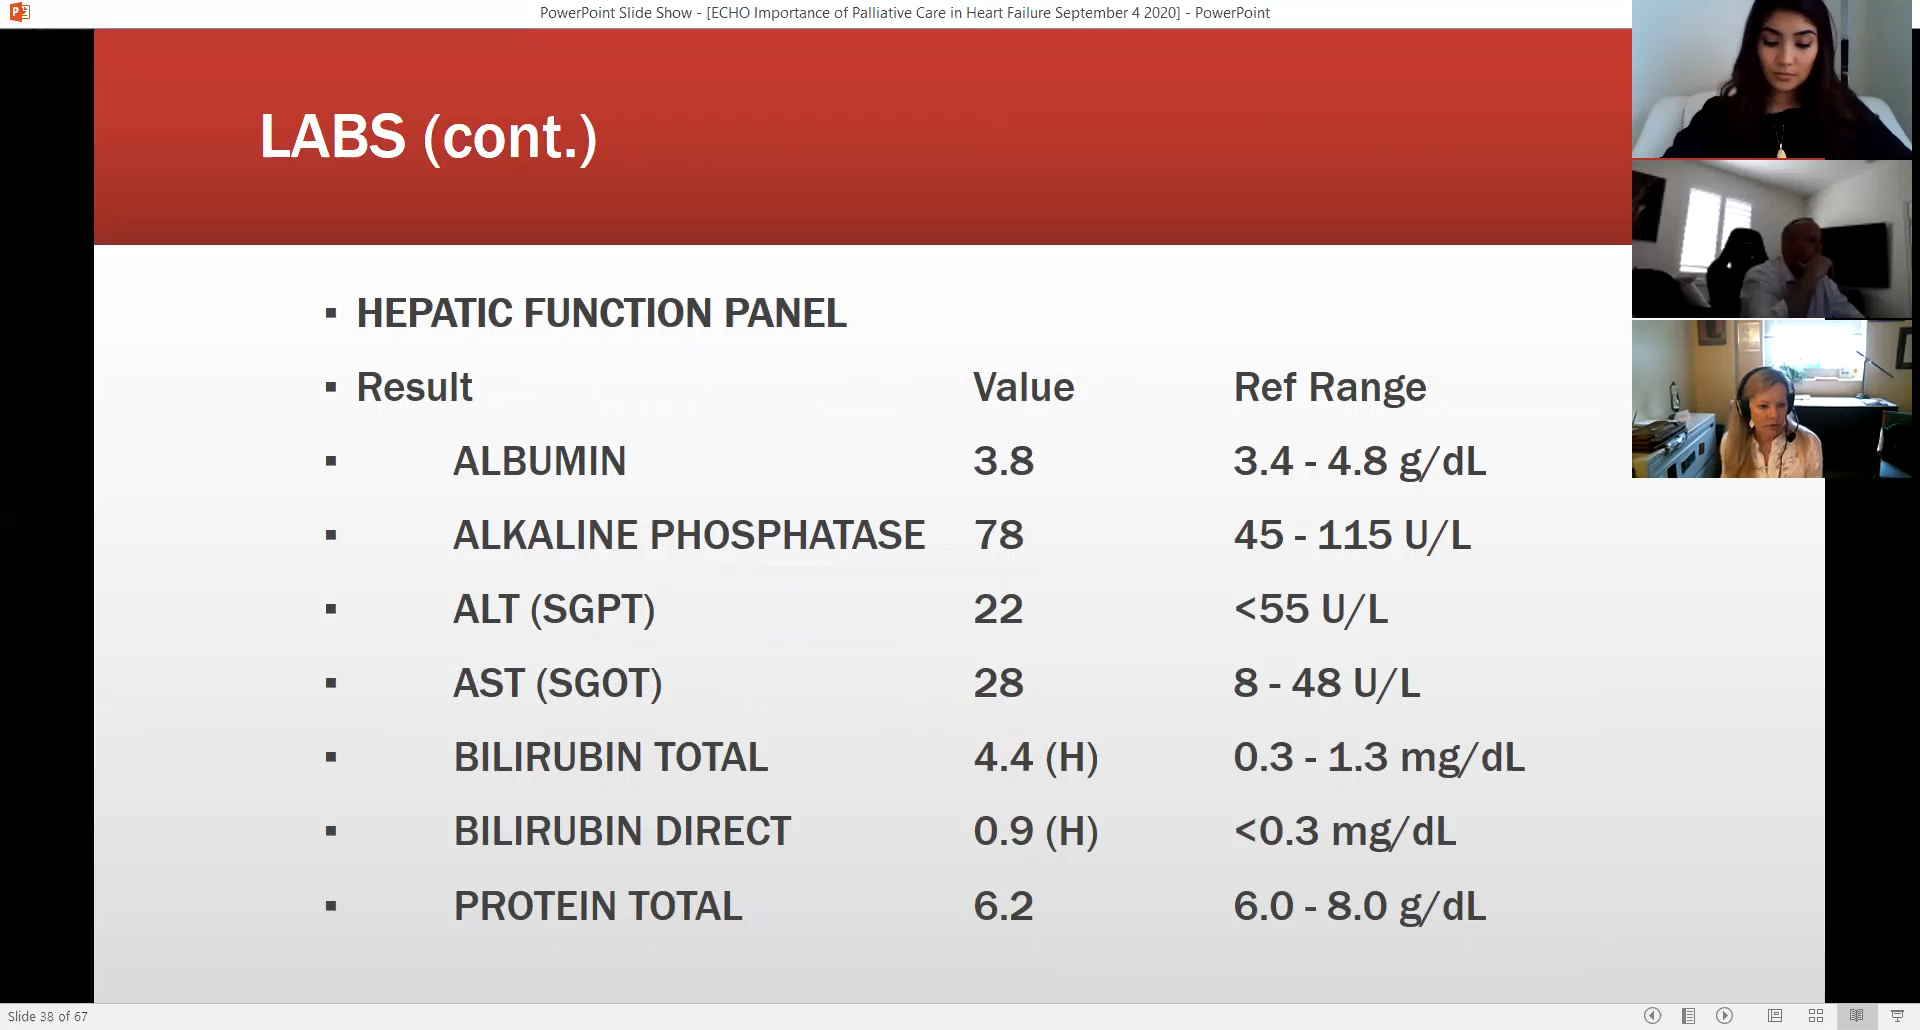 PowerPoint Slide Show - [ECHO Importance of Palliative Care in Heart Failure September 4 2020] - PowerPoint
LABS (cont.)
▪ HEPATIC FUNCTION PANEL
▪ Result Value Ref Range
▪ ALBUMIN 3.8 3.4 - 4.8 g/dL
▪ ALKALINE PHOSPHATASE 78 45 - 115 U/L
▪ ALT (SGPT) 22 <55 U/L
▪ AST (SGOT) 28 8 - 48 U/L
▪ BILIRUBIN TOTAL 4.4 (H) 0.3 - 1.3 mg/dL
▪ BILIRUBIN DIRECT 0.9 (H) <0.3 mg/dL
▪ PROTEIN TOTAL 6.2 6.0 - 8.0 g/dL
Slide 38 of 67